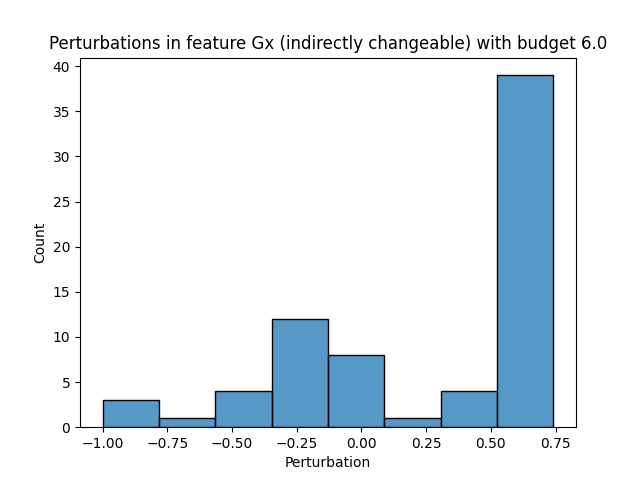 Perturbations in feature Gx (indirectly changeable) with budget 6.0
40
35
30
25
20
15
10
5
0
Count
−1.00 −0.75 −0.50 −0.25 0.00 0.25 0.50 0.75
Perturbation